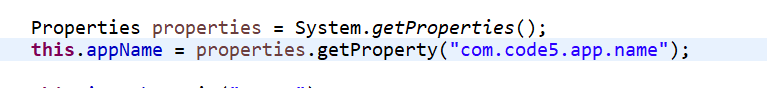 Properties properties = System.getProperties();
this.appName = properties.getProperty("com.code5.app.name");